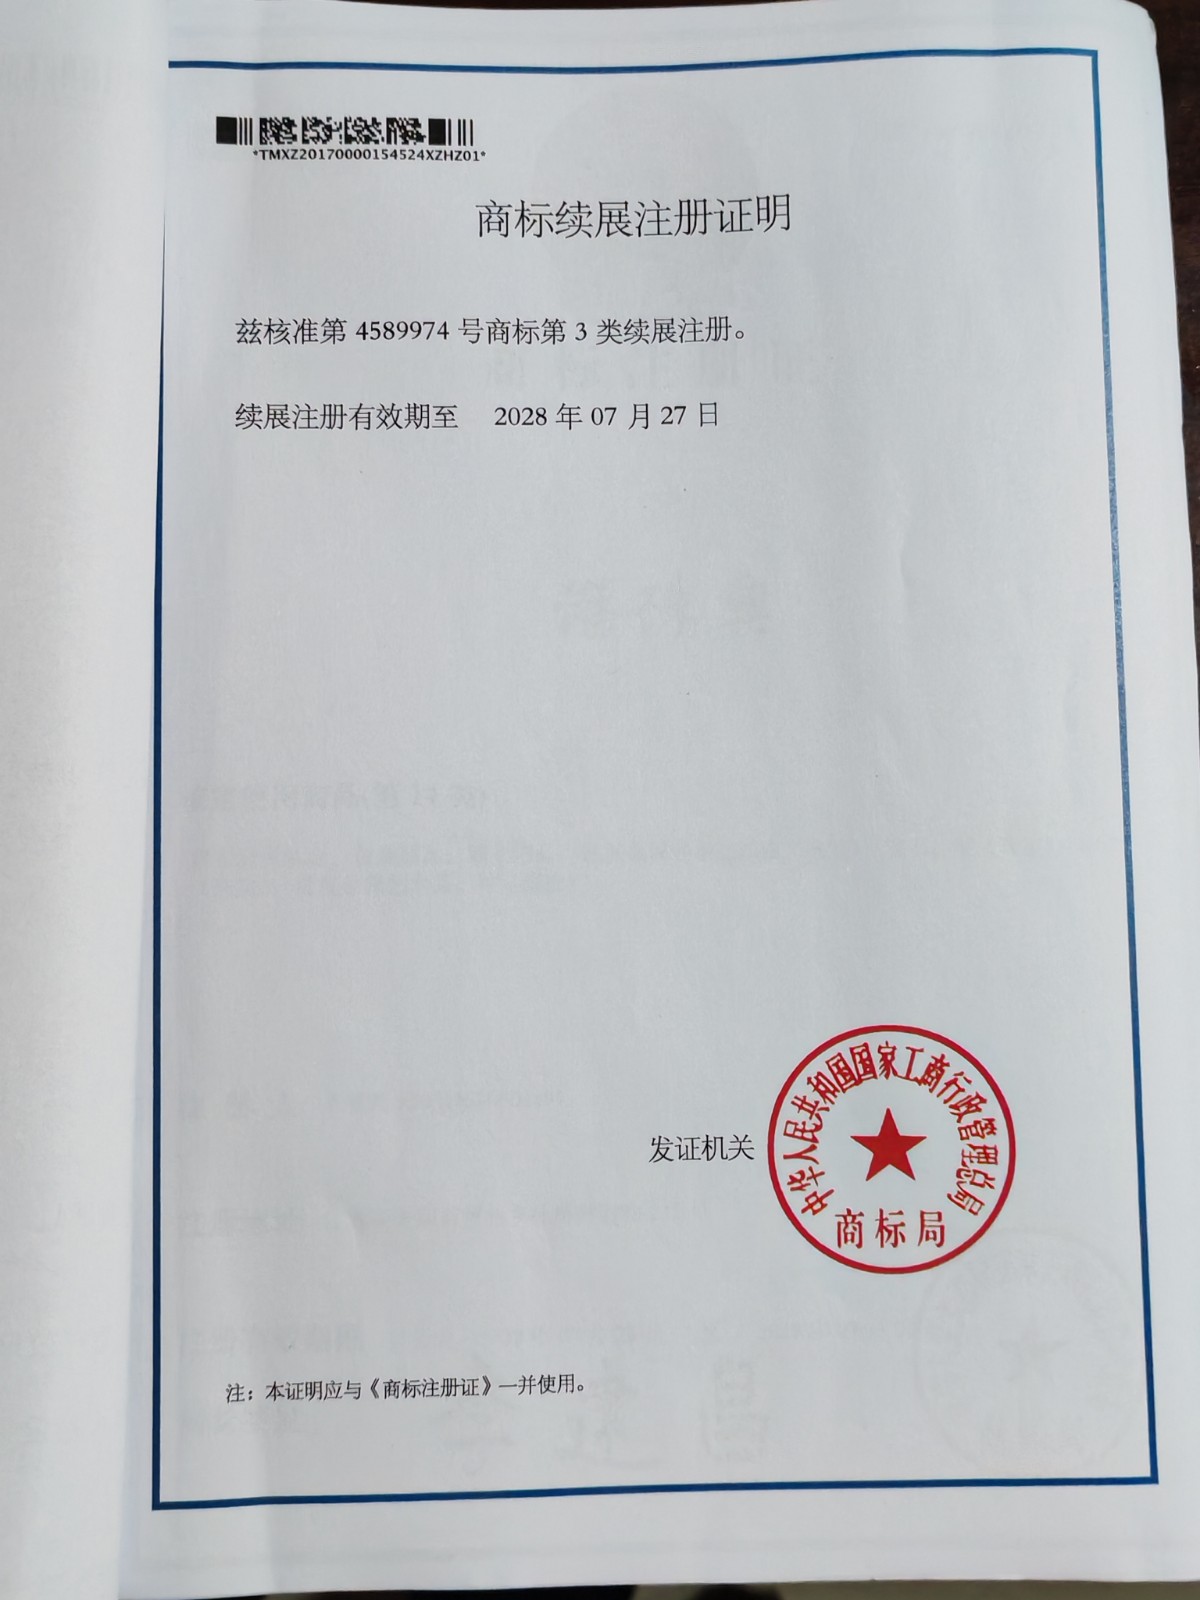 *TMXZ20170000154524XZHZ01*
商标续展注册证明
兹核准第 4589974 号商标第 3 类续展注册。
续展注册有效期至 2028 年 07 月 27 日
发证机关
中华人民共和国国家工商行政管理总局
商标局
注：本证明应与《商标注册证》一并使用。